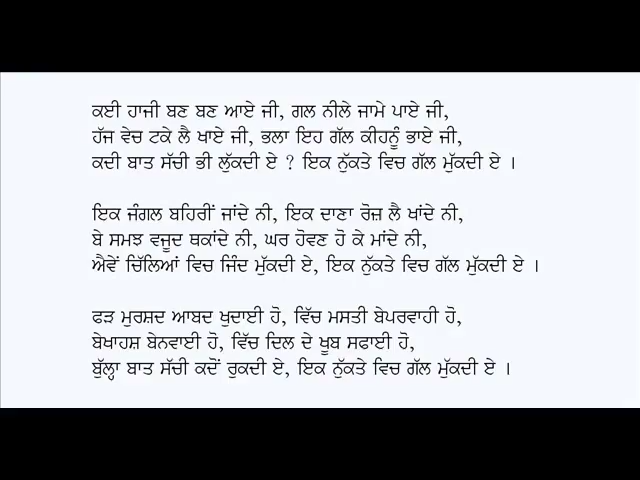 ਕਈ ਹਾਜੀ ਬਣ ਬਣ ਆਏ ਜੀ, ਗਲ ਨੀਲੇ ਜਾਮੇ ਪਾਏ ਜੀ,
ਹੱਜ ਵੇਚ ਟਕੇ ਲੈ ਖਾਏ ਜੀ, ਭਲਾ ਇਹ ਗੱਲ ਕੀਹਨੂੰ ਭਾਏ ਜੀ,
ਕਦੀ ਬਾਤ ਸੱਚੀ ਭੀ ਲੁੱਕਦੀ ਏ ? ਇਕ ਨੁੱਕਤੇ ਵਿਚ ਗੱਲ ਮੁੱਕਦੀ ਏ ।
ਇਕ ਜੰਗਲ ਬਹਿਰੀਂ ਜਾਂਦੇ ਨੀ, ਇਕ ਦਾਣਾ ਰੋਜ਼ ਲੈ ਖਾਂਦੇ ਨੀ,
ਬੇ ਸਮਝ ਵਜੂਦ ਥਕਾਂਦੇ ਨੀ, ਘਰ ਹੋਵਣ ਹੋ ਕੇ ਮਾਂਦੇ ਨੀ,
ਐਵੇਂ ਚਿੱਲਿਆਂ ਵਿਚ ਜਿੰਦ ਮੁੱਕਦੀ ਏ, ਇਕ ਨੁੱਕਤੇ ਵਿਚ ਗੱਲ ਮੁੱਕਦੀ ਏ ।
ਫੜ ਮੁਰਸ਼ਦ ਆਬਦ ਖੁਦਾਈ ਹੋ, ਵਿੱਚ ਮਸਤੀ ਬੇਪਰਵਾਹੀ ਹੋ,
ਬੇਖਾਹਸ਼ ਬੇਨਵਾਈ ਹੋ, ਵਿੱਚ ਦਿਲ ਦੇ ਖੂਬ ਸਫਾਈ ਹੋ,
ਬੁੱਲ੍ਹਾ ਬਾਤ ਸੱਚੀ ਕਦੋਂ ਰੁਕਦੀ ਏ, ਇਕ ਨੁੱਕਤੇ ਵਿਚ ਗੱਲ ਮੁੱਕਦੀ ਏ ।